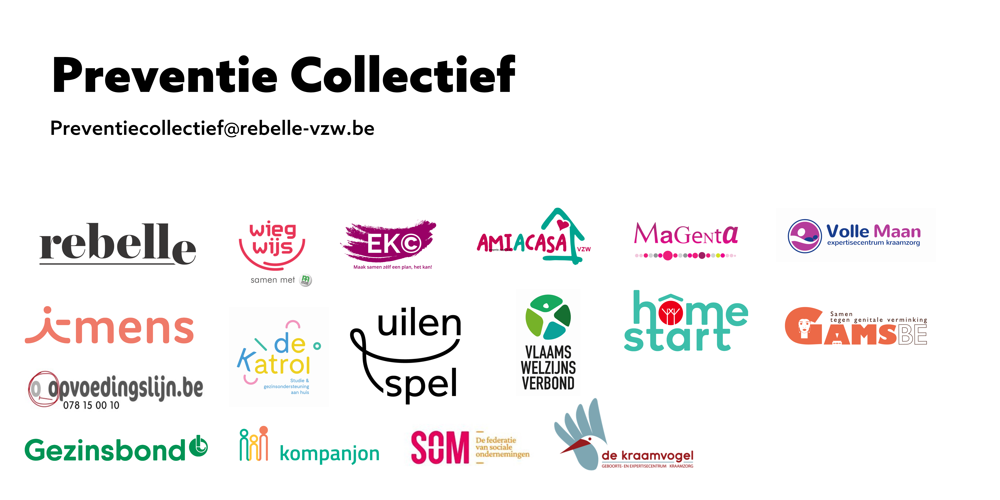 Preventie Collectief
Preventiecollectief@rebelle-vzw.be
rebelle
wieg
wijs
samen met
EK©
Maak samen zélf een plan, het kan!
AMIACASA
VZW
MaGenta
Volle Maan
expertisecentrum kraamzorg
i-mens
de
Katrol
Studie &
gezinsondersteuning
aan huis
uilen
spel
VLAAMS
WELZIJNS
VERBOND
home
start
Samen
tegen genitale verminking
GAMSBE
opvoedingslijn.be
078 15 00 10
Gezinsbond
kompanjon
SOM
De federatie
van sociale
ondernemingen
de kraamvogel
GEBOORTE- EN EXPERTISECENTRUM KRAAMZORG